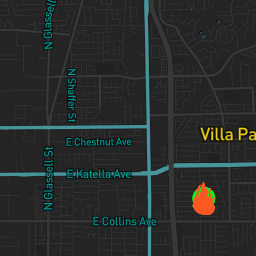 N Glassell
N Shaffer St
Villa Pa
E Chestnut Ave
E Katella Ave
N Glassell St
E Collins Ave